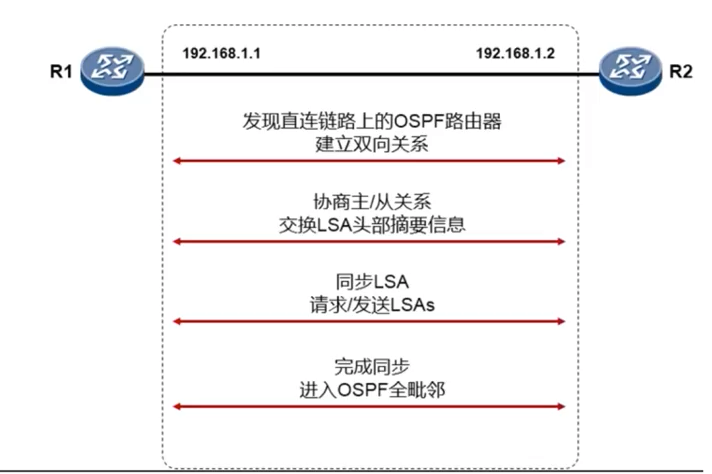 192.168.1.1
192.168.1.2
R1
R2
发现直连链路上的OSPF路由器
建立双向关系
协商主/从关系
交换LSA头部摘要信息
同步LSA
请求/发送LSAs
完成同步
进入OSPF全毗邻